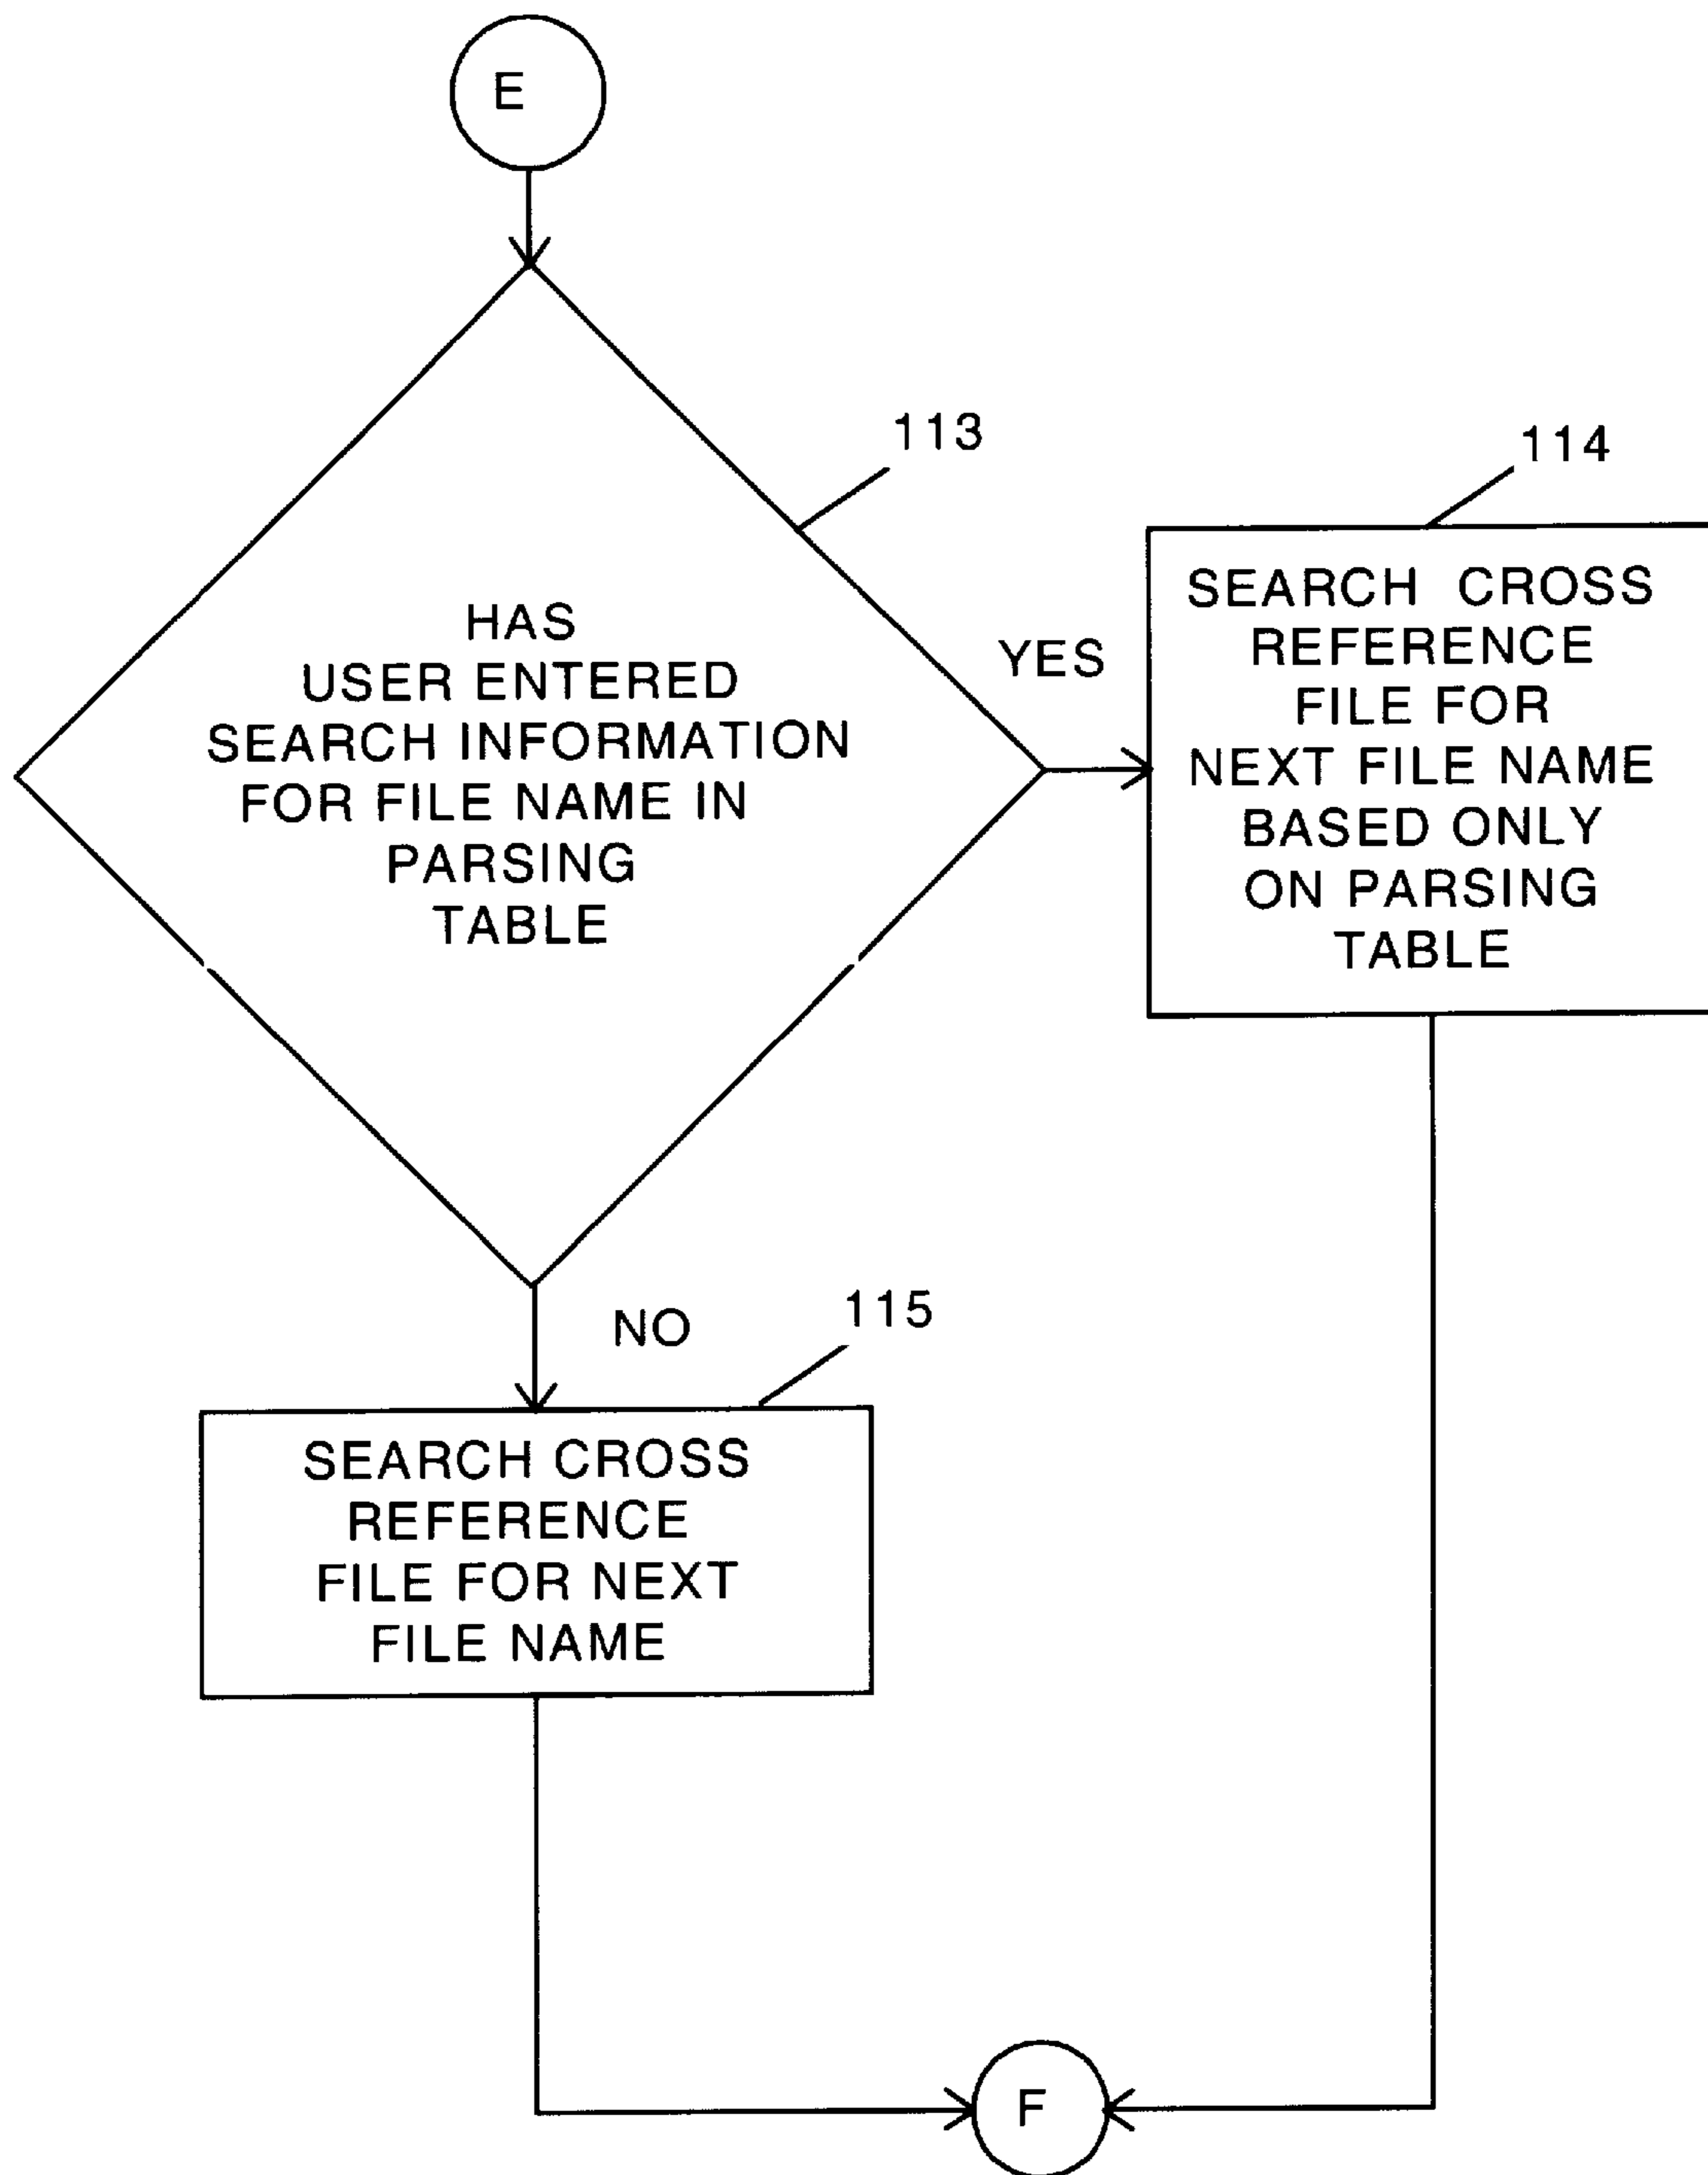 E
113
HAS
USER ENTERED
SEARCH INFORMATION
FOR FILE NAME IN
PARSING
TABLE
YES
114
SEARCH CROSS
REFERENCE
FILE FOR
NEXT FILE NAME
BASED ONLY
ON PARSING
TABLE
NO
115
SEARCH CROSS
REFERENCE
FILE FOR NEXT
FILE NAME
F